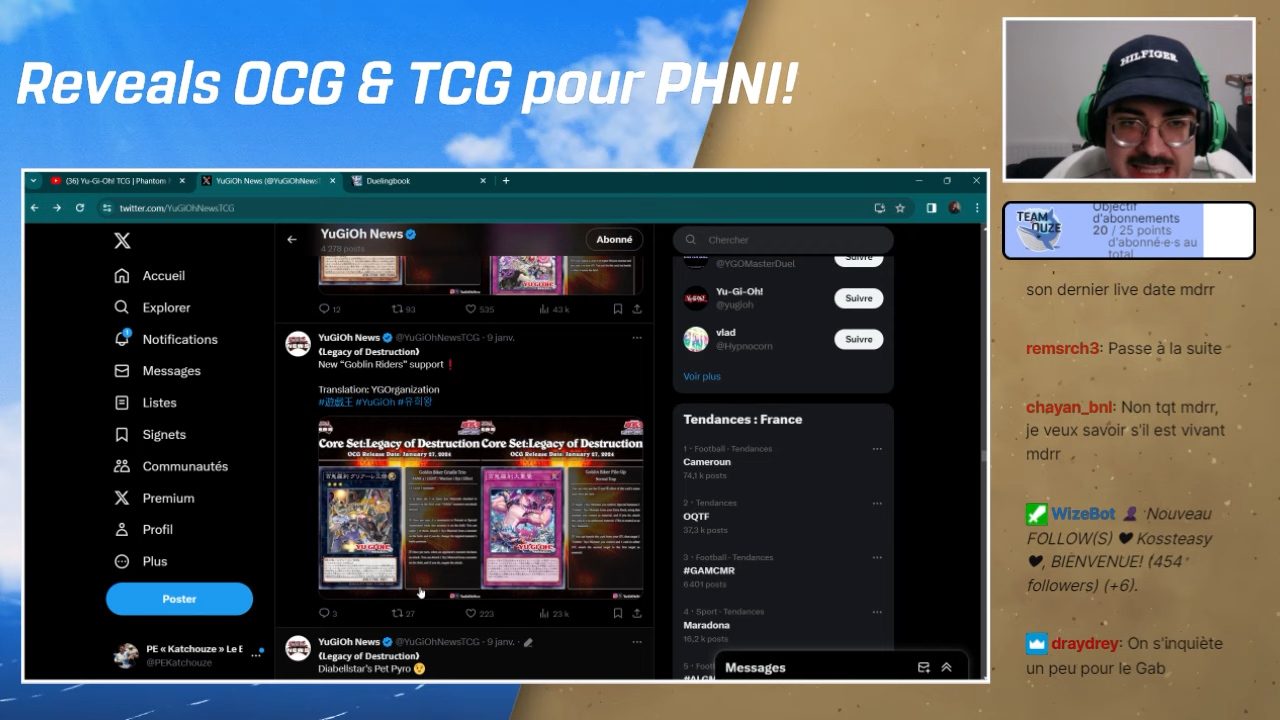 Reveals OCG & TCG pour PHNI!
HILFIGER
(36) Yu-Gi-Oh! TCG | Phantom
YuGiOh News (@YuGiOhNewsT
Duelingbook
twitter.com/YuGiOhNewsTCG
Accueil
Explorer
Notifications
1
Messages
Listes
Signets
Communautés
Premium
Profil
Plus
Poster
PE « Katchouze » Le E
@PEKatchouze
YuGiOh News
4 278 posts
Abonné
12
93
535
43 k
YuGiOh News @YuGiOhNewsTCG · 9 janv.
《Legacy of Destruction》
New “Goblin Riders” support❗
Translation: YGOrganization
#遊戯王 #YuGiOh #유희왕
Core Set:Legacy of Destruction
OCG Release Date: JANUARY 27, 2024
Core Set:Legacy of Destruction
OCG Release Date: JANUARY 27, 2024
3
27
223
23 k
YuGiOh News @YuGiOhNewsTCG · 9 janv. ·
《Legacy of Destruction》
Diabellstar's Pet Pyro 😲
Chercher
@YGOMasterDuel
Suivre
Yu-Gi-Oh!
@yugioh
Suivre
vlad
@Hypnocorn
Suivre
Voir plus
Tendances : France
1 · Football · Tendances
Cameroun
74,1 k posts
2 · Tendances
OQTF
37,3 k posts
3 · Football · Tendances
#GAMCMR
6 401 posts
4 · Sport · Tendances
Maradona
16,2 k posts
Messages
TEAM
Objectif
d'abonnements
20 / 25 points
d'abonné·e·s au
total
son dernier live date mdrr
remsrch3: Passe à la suite
chayan_bnl: Non tqt mdrr,
je veux savoir s'il est vivant
mdrr
WizeBot 👤 Nouveau
FOLLOW(S) ♥ Kossteasy
♥, BIENVENUE! (454
followers) (+6).
draydrey: On s'inquiète
un peu pour le Gab